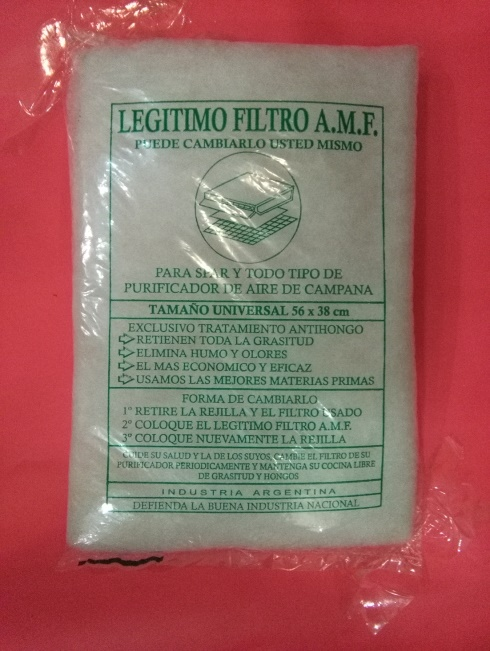 LEGITIMO FILTRO A.M.F.
PUEDE CAMBIARLO USTED MISMO
PARA SPAR Y TODO TIPO DE
PURIFICADOR DE AIRE DE CAMPANA
TAMAÑO UNIVERSAL 56 x 38 cm
EXCLUSIVO TRATAMIENTO ANTIHONGO
RETIENEN TODA LA GRASITUD
ELIMINA HUMO Y OLORES
EL MAS ECONOMICO Y EFICAZ
USAMOS LAS MEJORES MATERIAS PRIMAS
FORMA DE CAMBIARLO
1º RETIRE LA REJILLA Y EL FILTRO USADO
2º COLOQUE EL LEGITIMO FILTRO A.M.F.
3º COLOQUE NUEVAMENTE LA REJILLA
CUIDE SU SALUD Y LA DE LOS SUYOS, CAMBIE EL FILTRO DE SU
PURIFICADOR PERIODICAMENTE Y MANTENGA SU COCINA LIBRE
DE GRASITUD Y HONGOS
INDUSTRIA ARGENTINA
DEFIENDA LA BUENA INDUSTRIA NACIONAL